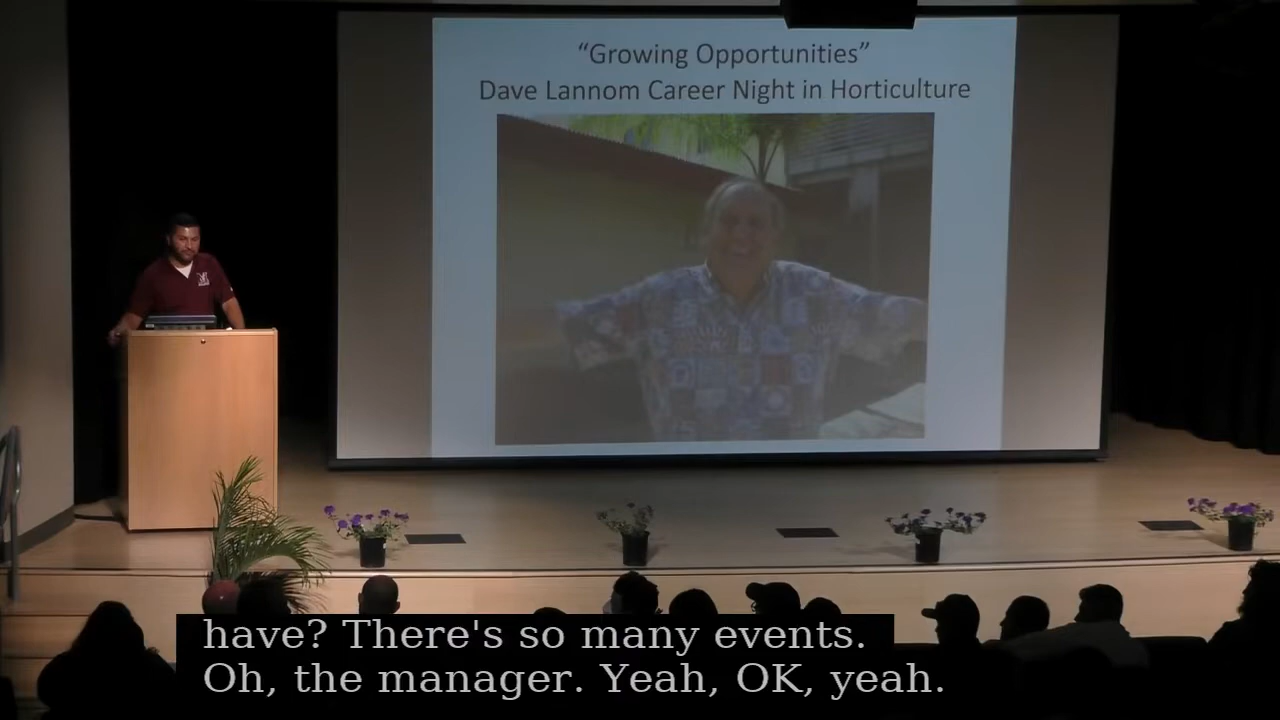 “Growing Opportunities”
Dave Lannom Career Night in Horticulture
have? There's so many events.
Oh, the manager. Yeah, OK, yeah.